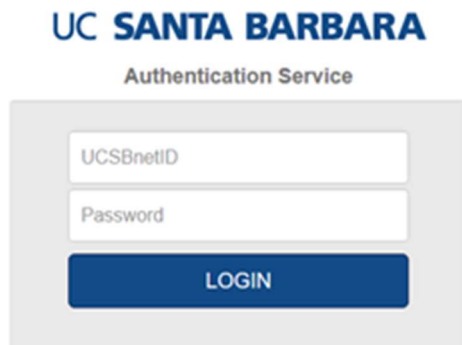 UC SANTA BARBARA
Authentication Service
UCSBnetID
Password
LOGIN